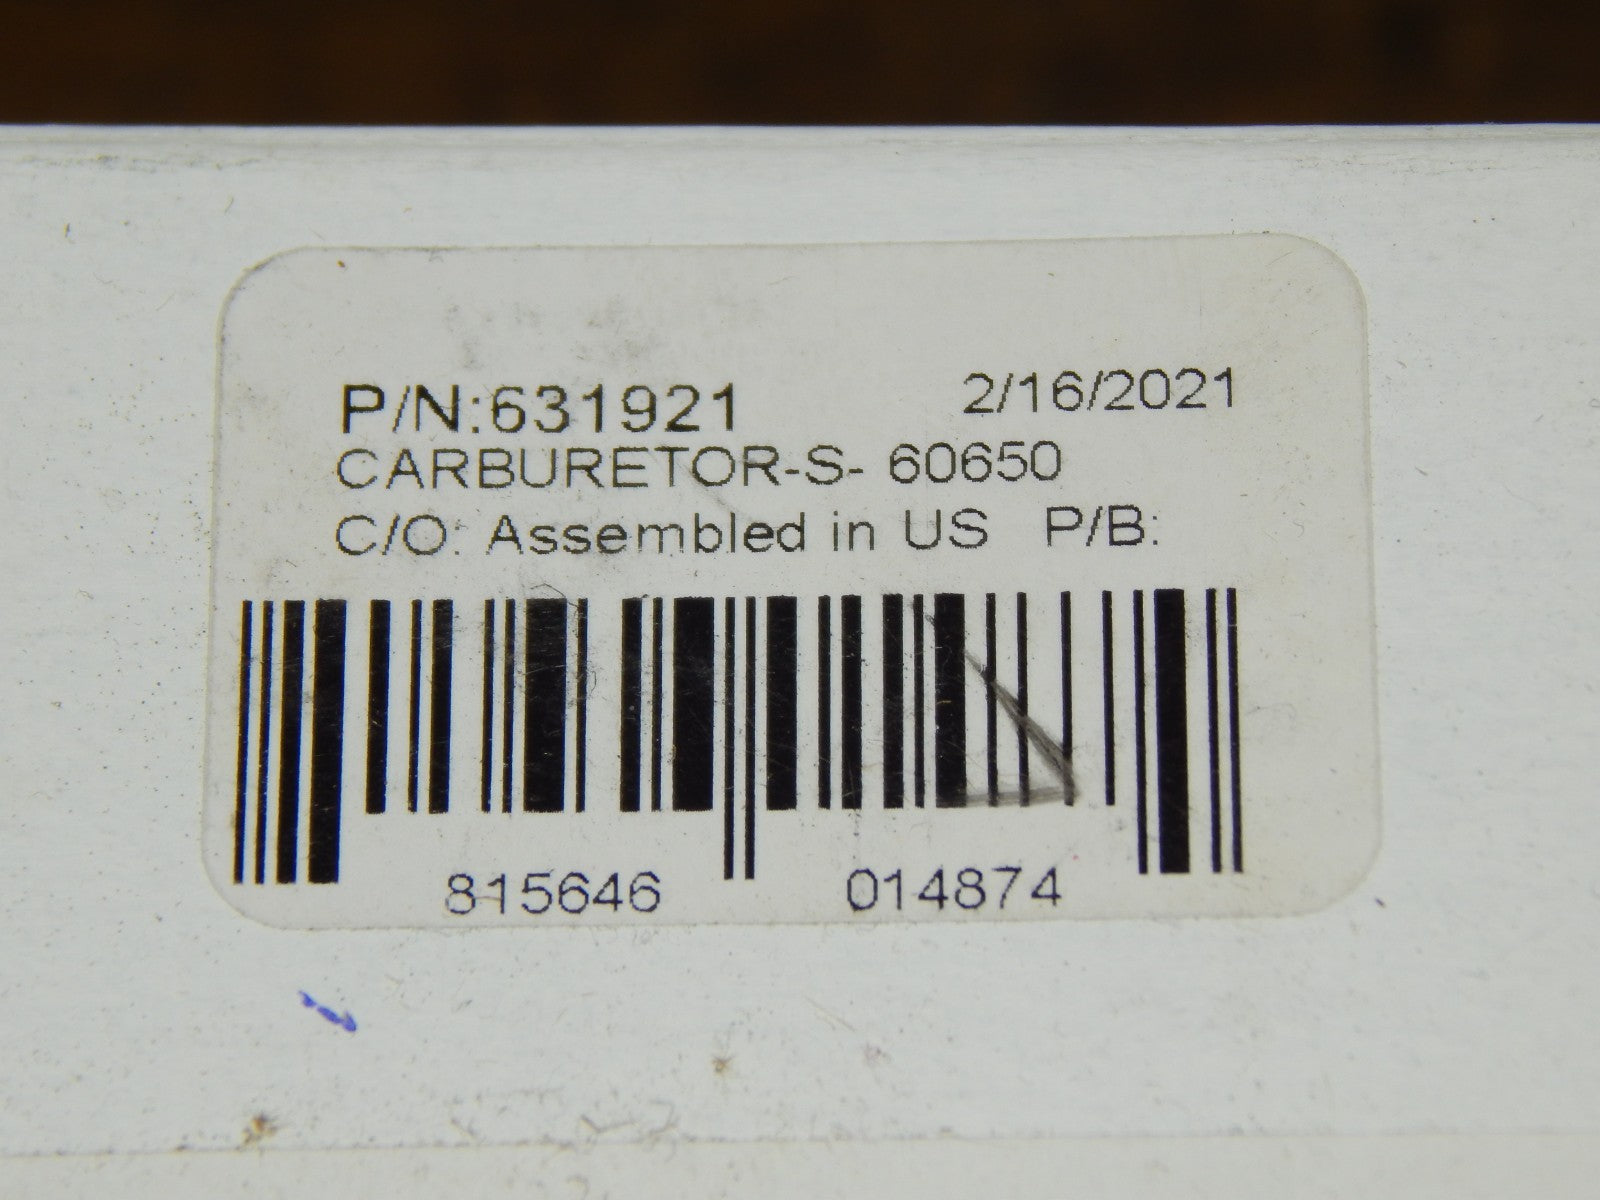 P/N:631921 2/16/2021
CARBURETOR-S- 60650
C/O: Assembled in US P/B:
815646 014874